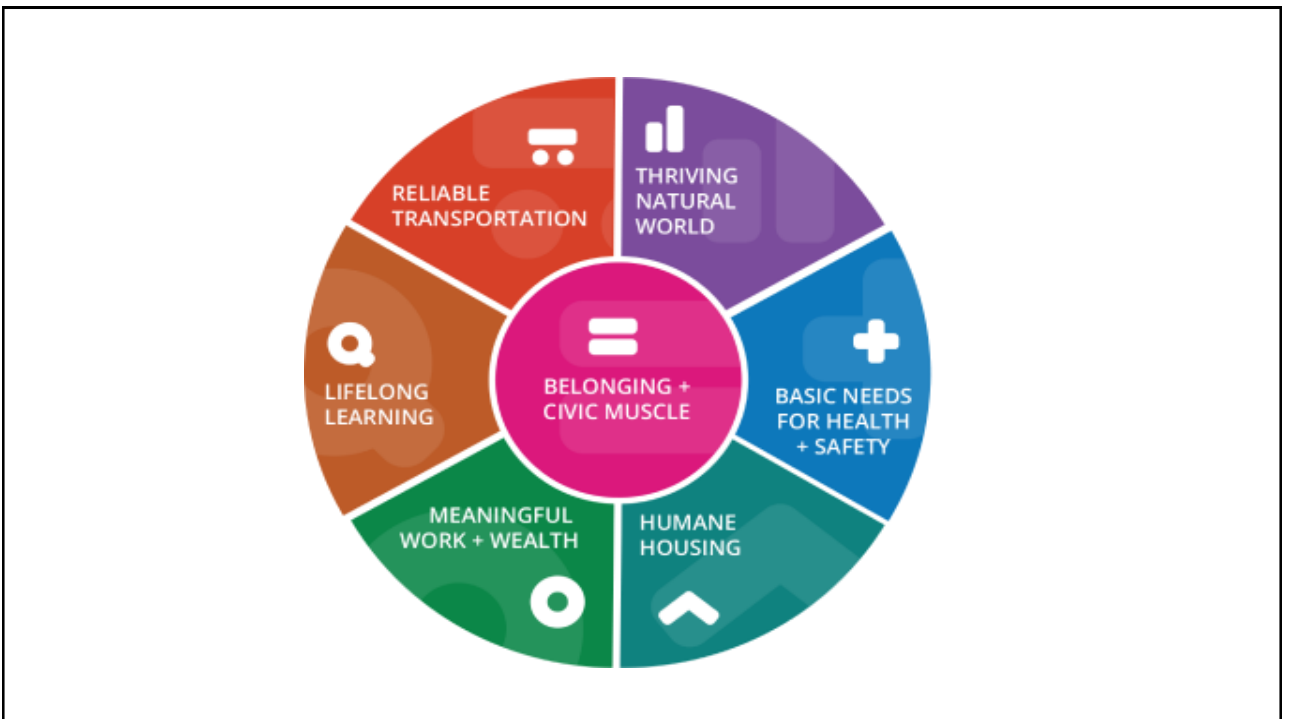 RELIABLE
TRANSPORTATION
THRIVING
NATURAL
WORLD
LIFELONG
LEARNING
BELONGING +
CIVIC MUSCLE
BASIC NEEDS
FOR HEALTH
+ SAFETY
MEANINGFUL
WORK + WEALTH
HUMANE
HOUSING